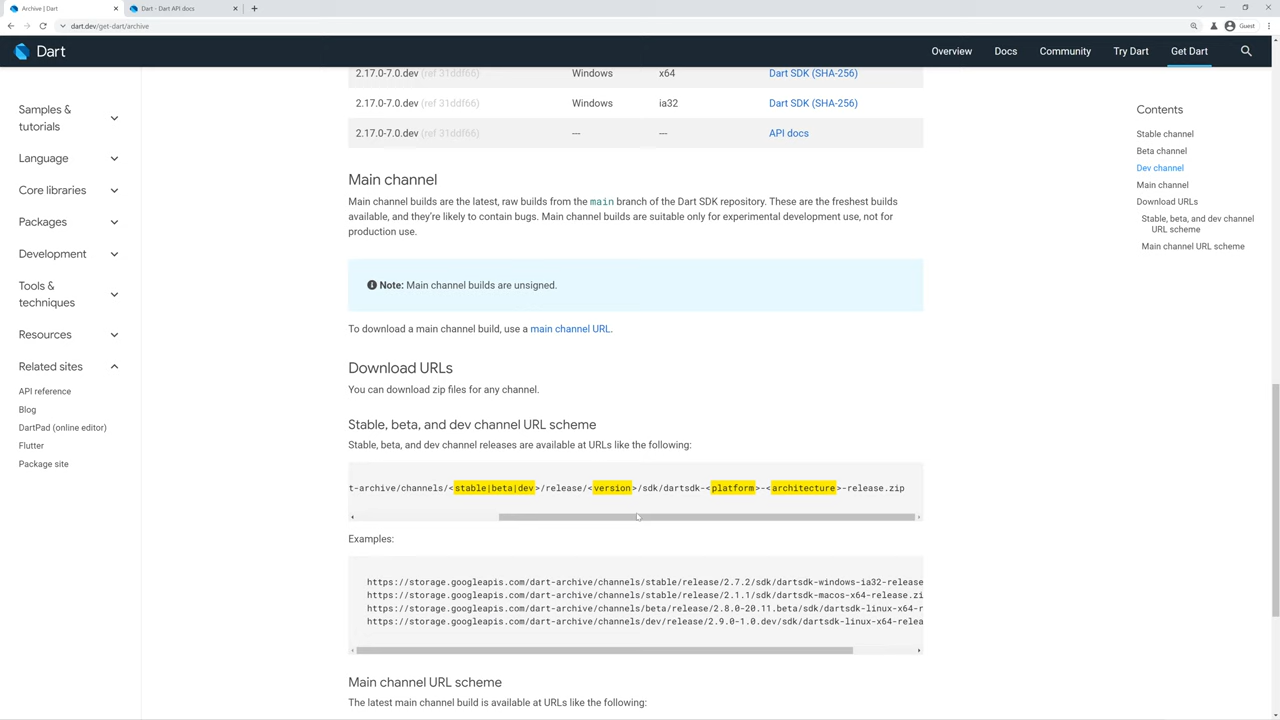 Archive | Dart
Dart - Dart API docs
dart.dev/get-dart/archive
Guest
Dart
Overview
Docs
Community
Try Dart
Get Dart
Samples &
tutorials
Language
Core libraries
Packages
Development
Tools &
techniques
Resources
Related sites
API reference
Blog
DartPad (online editor)
Flutter
Package site
2.17.0-7.0.dev (ref 31ddf66) Windows x64 Dart SDK (SHA-256)
2.17.0-7.0.dev (ref 31ddf66) Windows ia32 Dart SDK (SHA-256)
2.17.0-7.0.dev (ref 31ddf66) --- --- API docs
Main channel
Main channel builds are the latest, raw builds from the main branch of the Dart SDK repository. These are the freshest builds
available, and they're likely to contain bugs. Main channel builds are suitable only for experimental development use, not for
production use.
Note: Main channel builds are unsigned.
To download a main channel build, use a main channel URL.
Download URLs
You can download zip files for any channel.
Stable, beta, and dev channel URL scheme
Stable, beta, and dev channel releases are available at URLs like the following:
t-archive/channels/<stable|beta|dev>/release/<version>/sdk/dartsdk-<platform>-<architecture>-release.zip
Examples:
https://storage.googleapis.com/dart-archive/channels/stable/release/2.7.2/sdk/dartsdk-windows-ia32-release
https://storage.googleapis.com/dart-archive/channels/stable/release/2.1.1/sdk/dartsdk-macos-x64-release.zi
https://storage.googleapis.com/dart-archive/channels/beta/release/2.8.0-20.11.beta/sdk/dartsdk-linux-x64-r
https://storage.googleapis.com/dart-archive/channels/dev/release/2.9.0-1.0.dev/sdk/dartsdk-linux-x64-relea
Main channel URL scheme
The latest main channel build is available at URLs like the following:
Contents
Stable channel
Beta channel
Dev channel
Main channel
Download URLs
Stable, beta, and dev channel
URL scheme
Main channel URL scheme